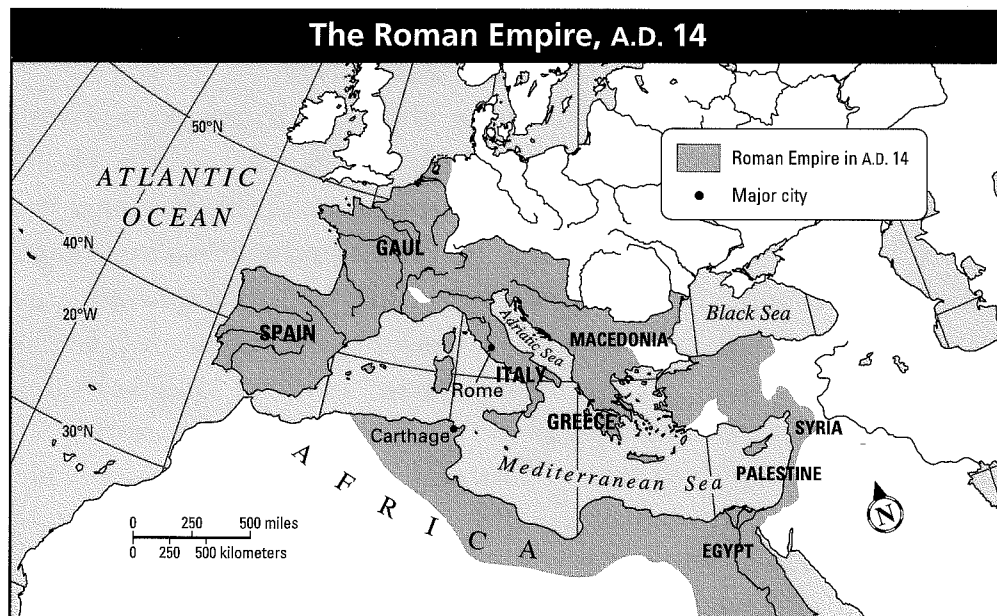 The Roman Empire, A.D. 14
50°N
ATLANTIC
OCEAN
Roman Empire in A.D. 14
Major city
40°N
GAUL
20°W
SPAIN
Adriatic Sea
Black Sea
MACEDONIA
ITALY
Rome
30°N
Carthage
GREECE
SYRIA
Mediterranean Sea
PALESTINE
AFRICA
N
0 250 500 miles
0 250 500 kilometers
EGYPT